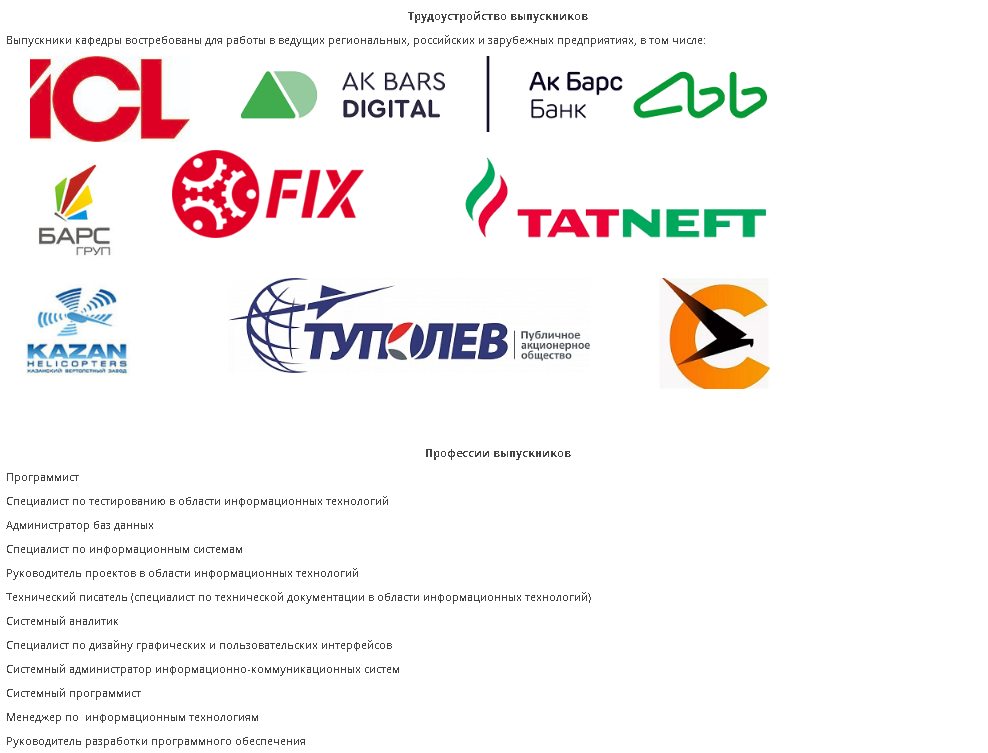 Трудоустройство выпускников
Выпускники кафедры востребованы для работы в ведущих региональных, российских и зарубежных предприятиях, в том числе:
ICL
AK BARS
DIGITAL
Ак Барс
Банк
БАРС
ГРУП
FIX
TATNEFT
KAZAN
HELICOPTERS
КАЗАНСКИЙ ВЕРТОЛЕТНЫЙ ЗАВОД
ТУПОЛЕВ
Публичное
акционерное
общество
Профессии выпускников
Программист
Специалист по тестированию в области информационных технологий
Администратор баз данных
Специалист по информационным системам
Руководитель проектов в области информационных технологий
Технический писатель (специалист по технической документации в области информационных технологий)
Системный аналитик
Специалист по дизайну графических и пользовательских интерфейсов
Системный администратор информационно-коммуникационных систем
Системный программист
Менеджер по  информационным технологиям
Руководитель разработки программного обеспечения